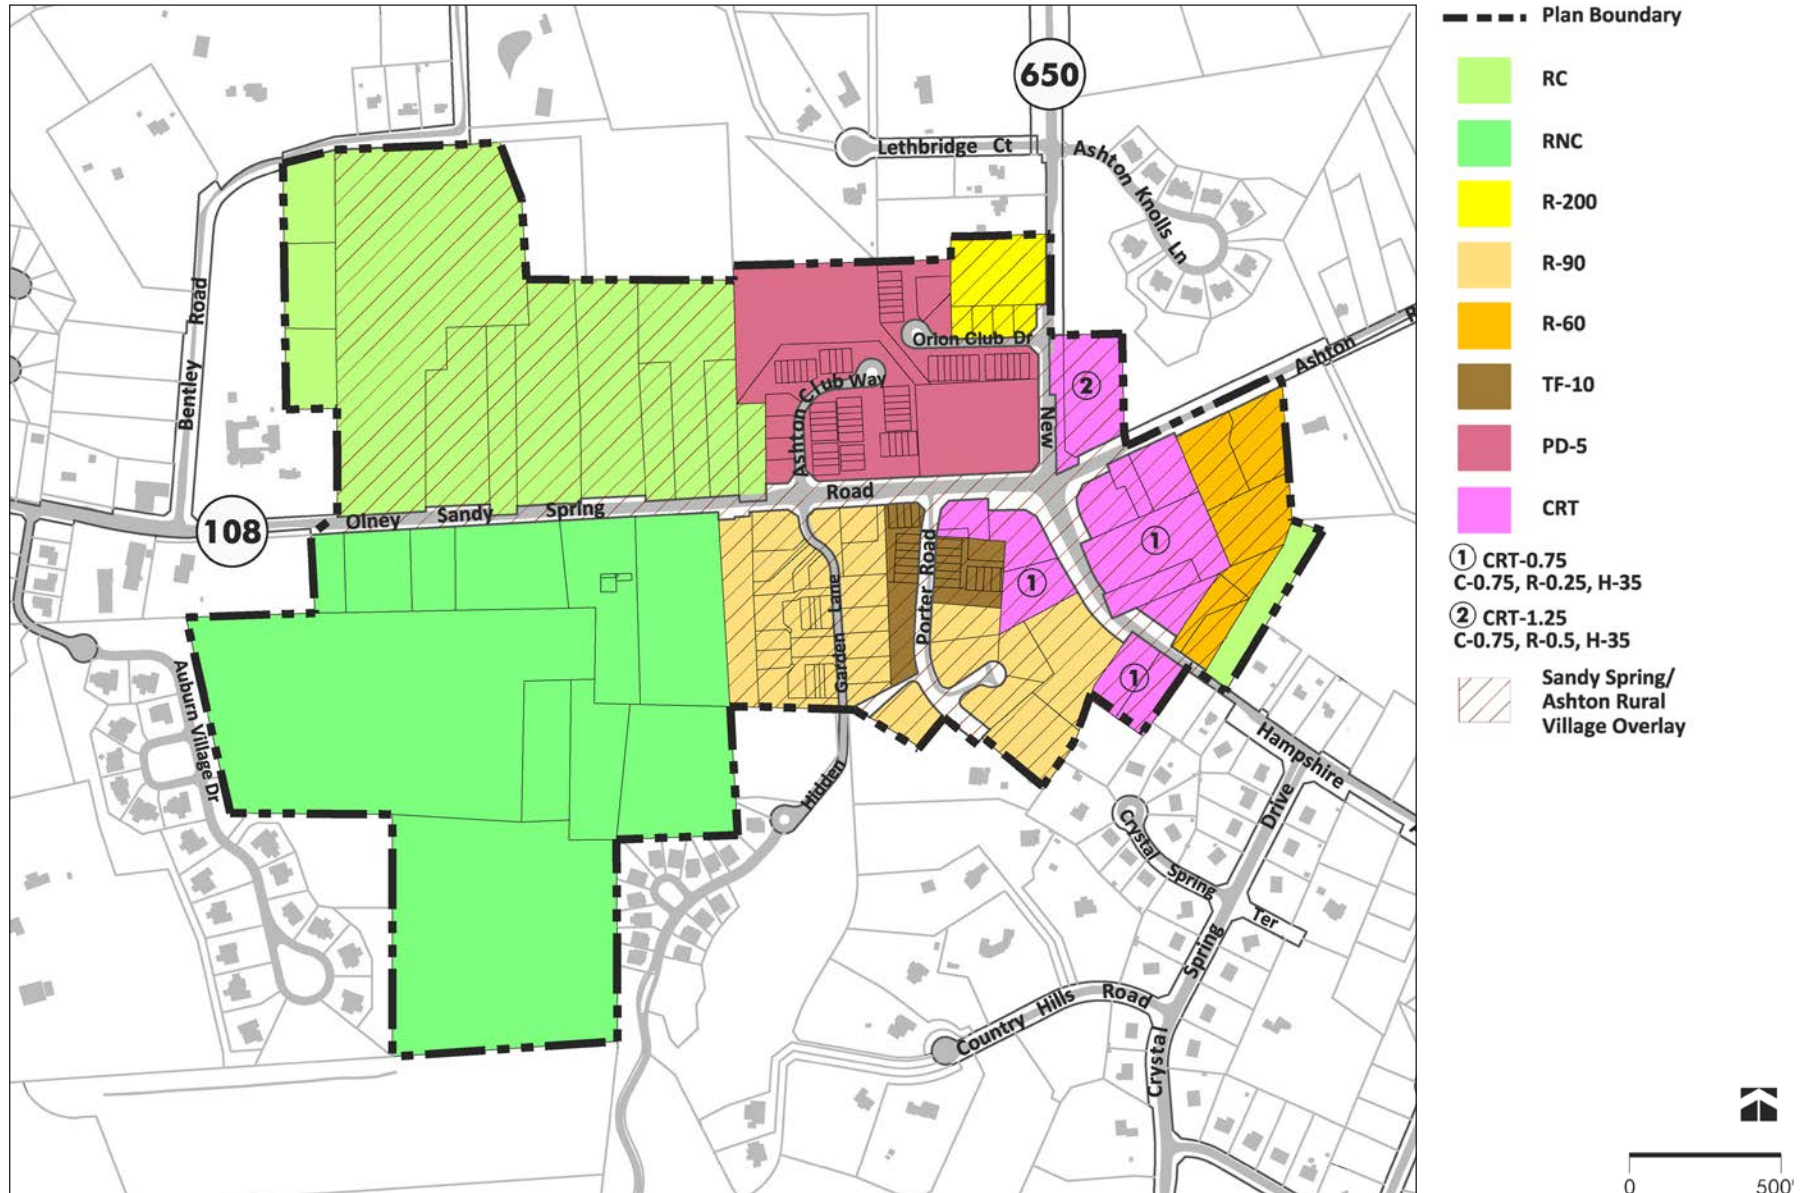 650
Lethbridge Ct
Ashton Knolls Ln
Bentley Road
Orion Club Dr
Ashton Club Way
2
New
Ashton
108
Olney Sandy Spring Road
1
1
1
Porter Road
Garden Lane
Hidden
Auburn Village Dr
Hampshire
Crystal Spring
Drive
Ter
Spring
Crystal
Country Hills Road
Plan Boundary
RC
RNC
R-200
R-90
R-60
TF-10
PD-5
CRT
1 CRT-0.75
C-0.75, R-0.25, H-35
2 CRT-1.25
C-0.75, R-0.5, H-35
Sandy Spring/
Ashton Rural
Village Overlay
0 500'